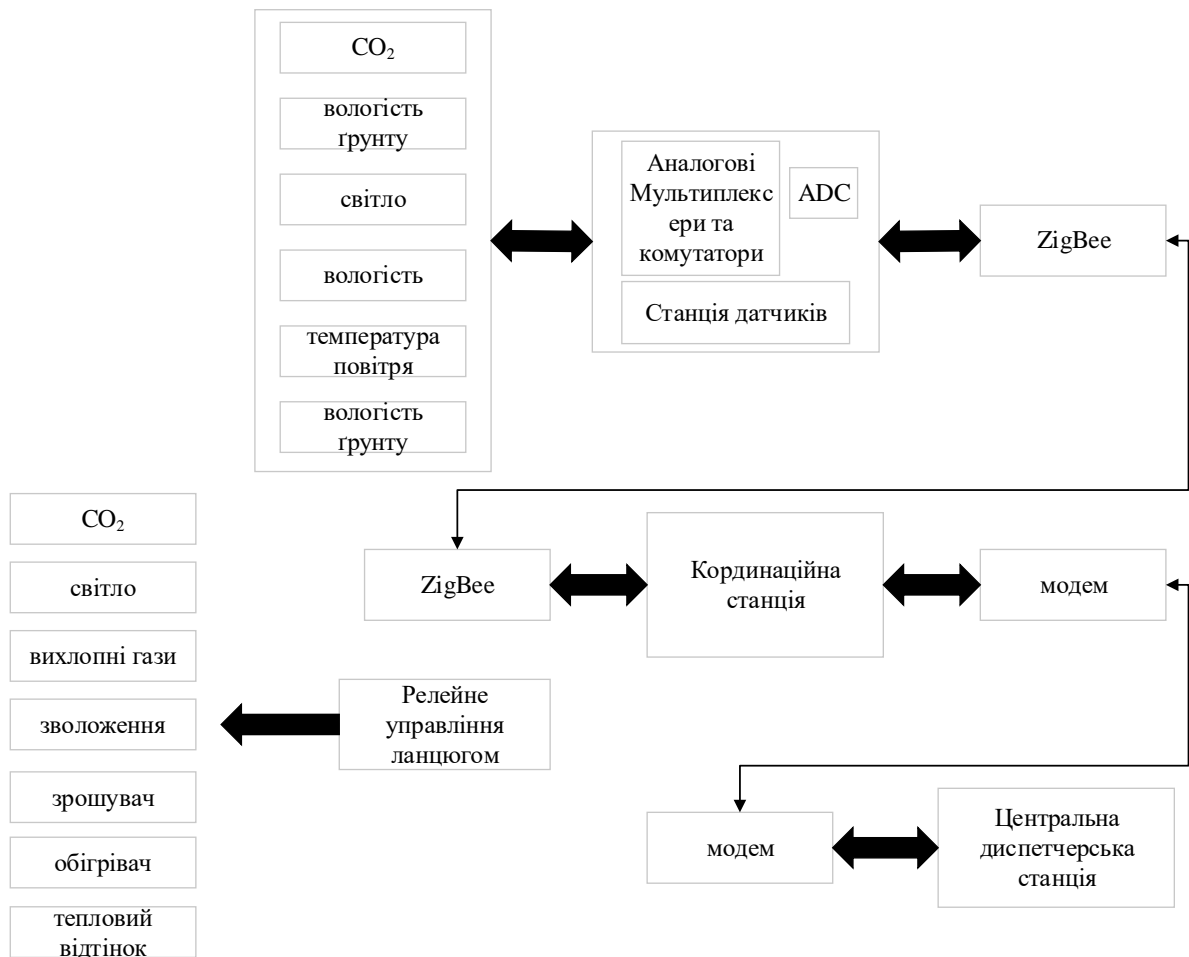 CO₂
вологість
ґрунту
світло
вологість
температура
повітря
вологість
ґрунту
Аналогові
Мультиплекс
ери та
комутатори
ADC
Станція датчиків
ZigBee
CO₂
світло
вихлопні гази
зволоження
зрошувач
обігрівач
тепловий
відтінок
ZigBee
Кординаційна
станція
модем
Релейне
управління
ланцюгом
модем
Центральна
диспетчерська
станція